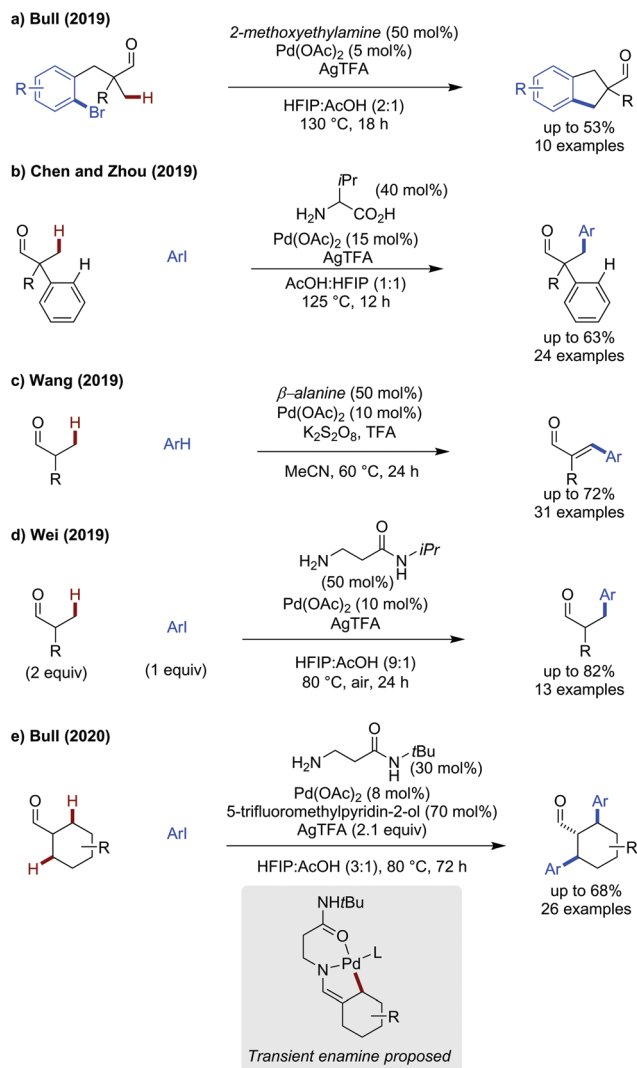 a) Bull (2019)
2-methoxyethylamine (50 mol%)
Pd(OAc)2 (5 mol%)
AgTFA
HFIP:AcOH (2:1)
130 °C, 18 h
O
R
R
H
Br
O
R
R
up to 53%
10 examples
b) Chen and Zhou (2019)
iPr
H2N
CO2H
(40 mol%)
Pd(OAc)2 (15 mol%)
AgTFA
AcOH:HFIP (1:1)
125 °C, 12 h
O
H
H
R
ArI
O
Ar
H
R
up to 63%
24 examples
c) Wang (2019)
β–alanine (50 mol%)
Pd(OAc)2 (10 mol%)
K2S2O8, TFA
MeCN, 60 °C, 24 h
O
H
R
ArH
O
Ar
R
up to 72%
31 examples
d) Wei (2019)
O
H2N
N
H
iPr
(50 mol%)
Pd(OAc)2 (10 mol%)
AgTFA
HFIP:AcOH (9:1)
80 °C, air, 24 h
O
H
R
(2 equiv)
ArI
(1 equiv)
O
Ar
R
up to 82%
13 examples
e) Bull (2020)
O
H2N
N
H
tBu
(30 mol%)
Pd(OAc)2 (8 mol%)
5-trifluoromethylpyridin-2-ol (70 mol%)
AgTFA (2.1 equiv)
HFIP:AcOH (3:1), 80 °C, 72 h
O
H
R
H
ArI
O
Ar
R
Ar
up to 68%
26 examples
NHtBu
O
Pd
L
N
R
Transient enamine proposed